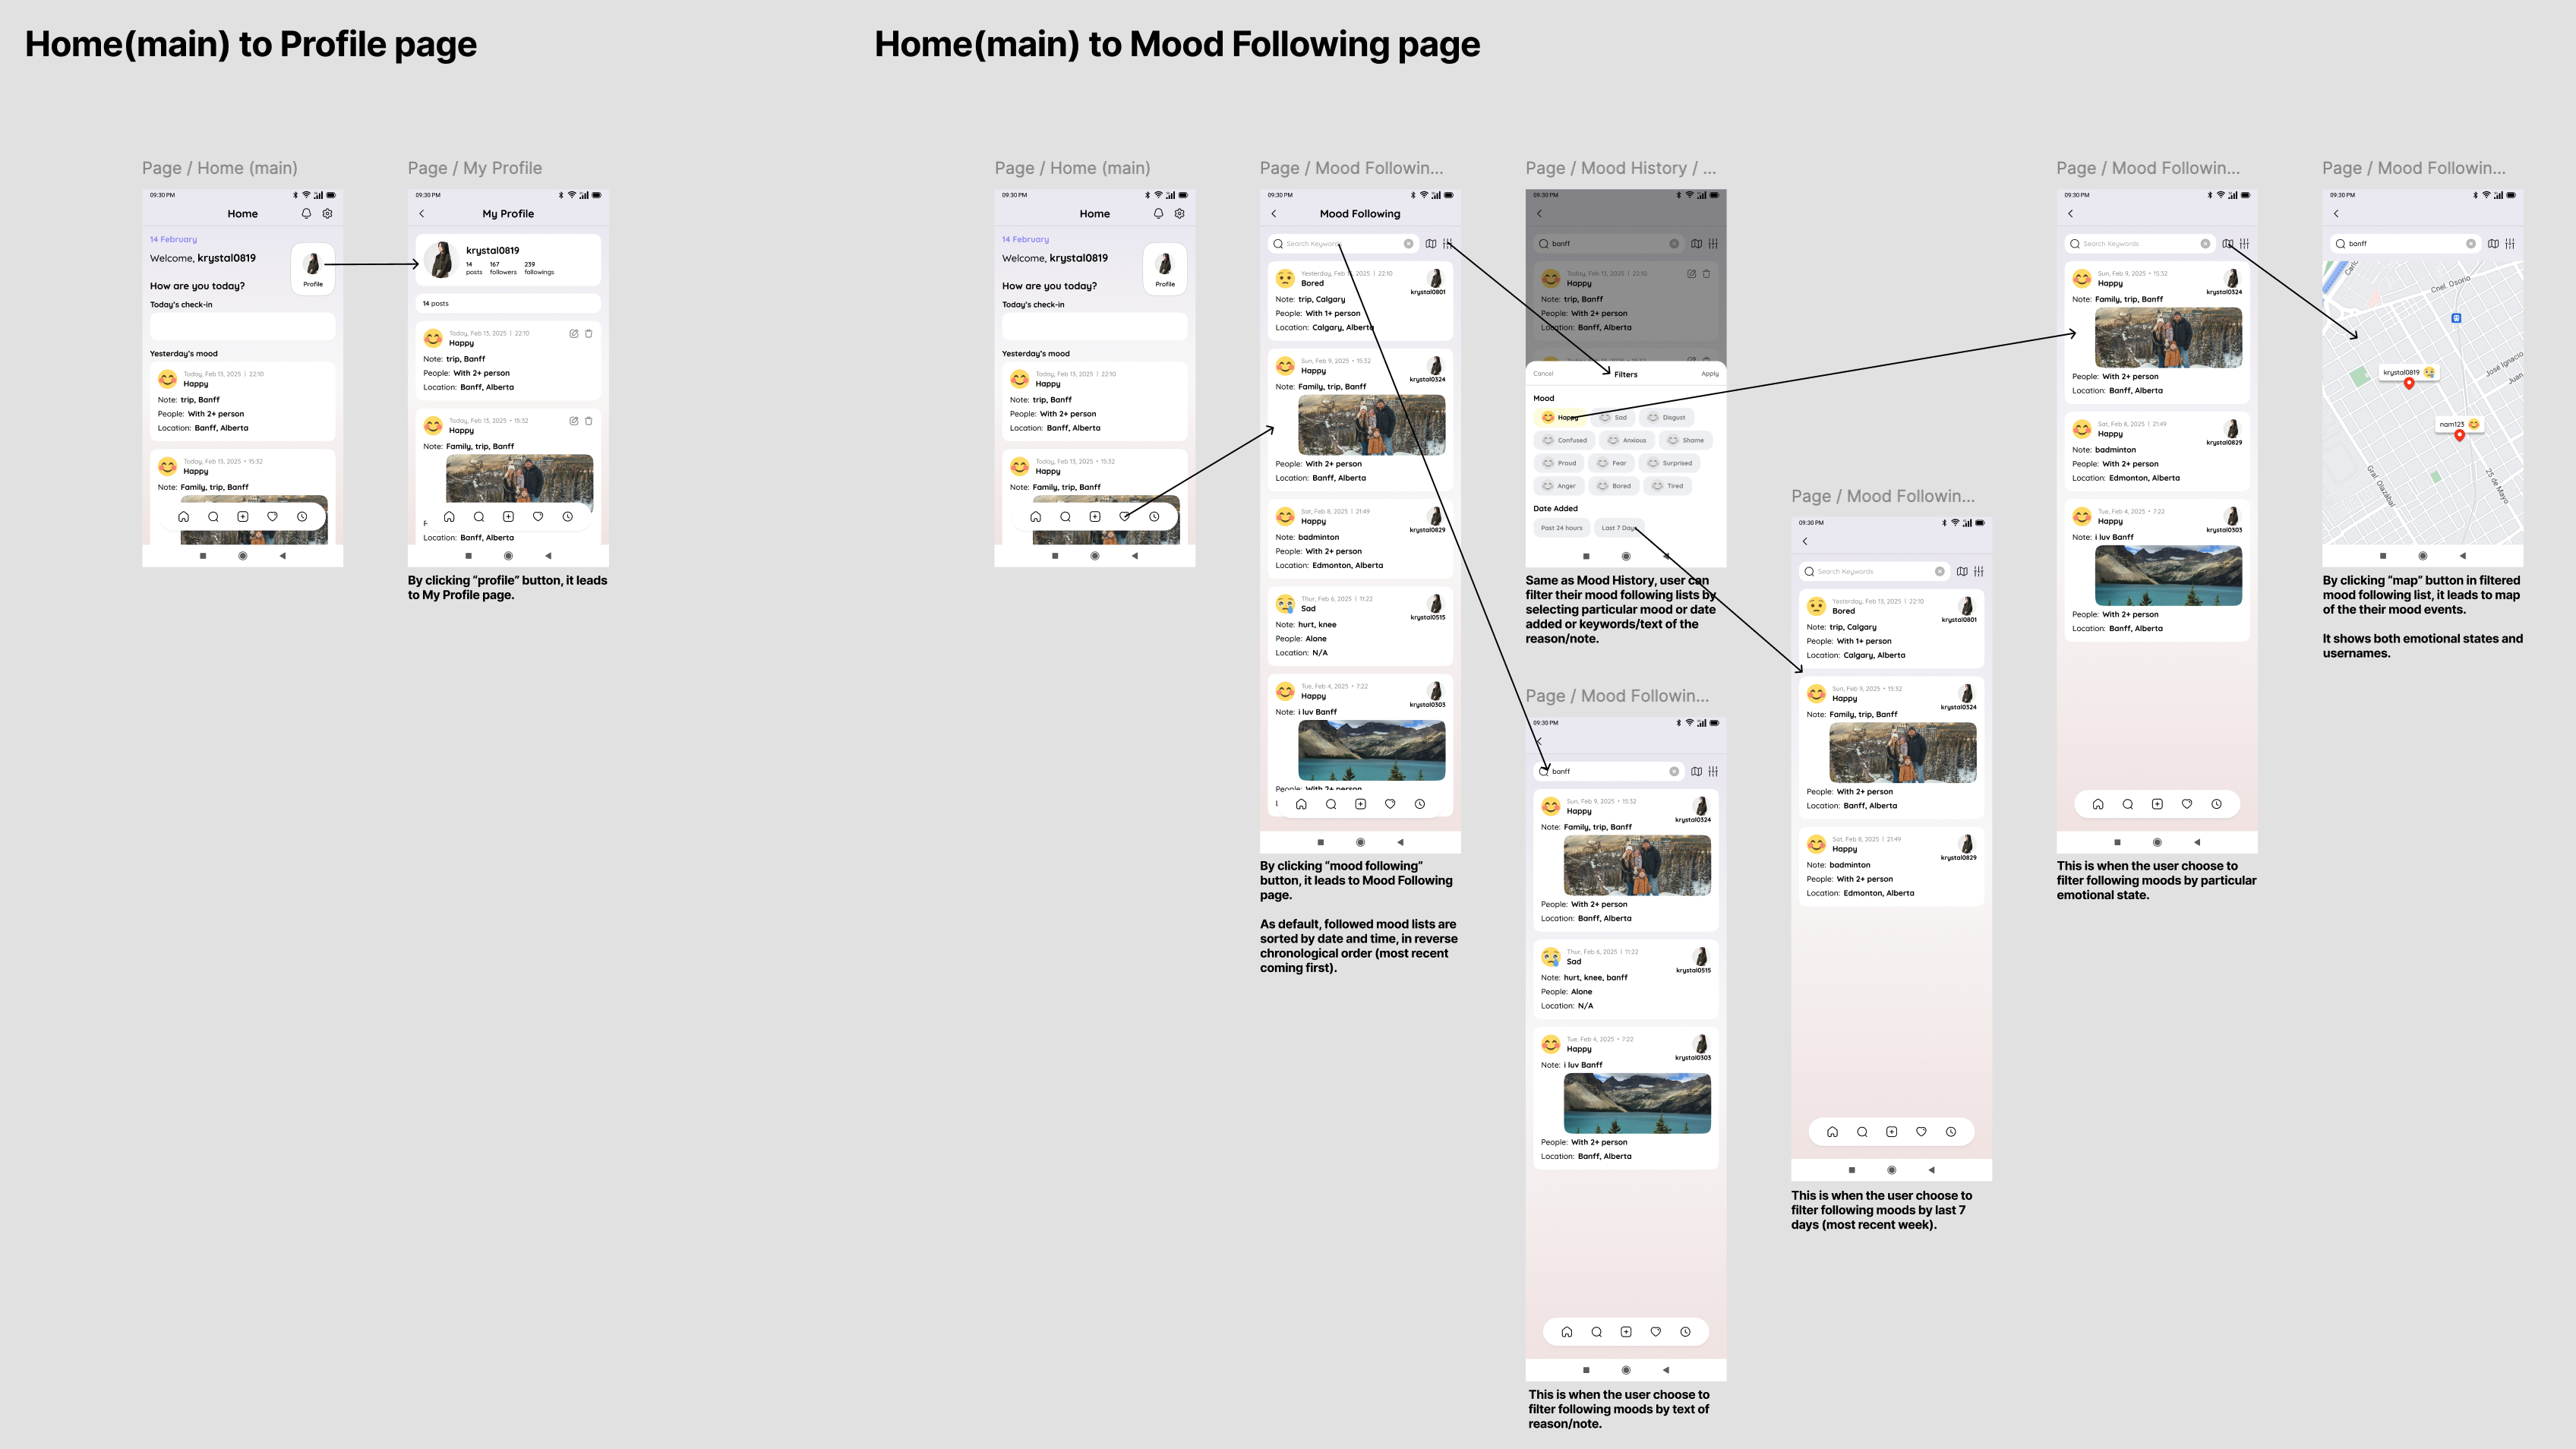 Home(main) to Profile page
Page / Home (main)
09:30 PM
Home
14 February
Welcome, krystal0819
Profile
How are you today?
Today's check-in
Yesterday's mood
Today, Feb 13, 2025 | 22:10
Happy
Note: trip, Banff
People: With 2+ person
Location: Banff, Alberta
Today, Feb 13, 2025 • 15:32
Happy
Note: Family, trip, Banff
Page / My Profile
09:30 PM
My Profile
krystal0819
14 167 239
posts followers followings
14 posts
Today, Feb 13, 2025 | 22:10
Happy
Note: trip, Banff
People: With 2+ person
Location: Banff, Alberta
Today, Feb 13, 2025 • 15:32
Happy
Note: Family, trip, Banff
Location: Banff, Alberta
By clicking “profile” button, it leads
to My Profile page.
Home(main) to Mood Following page
Page / Home (main)
09:30 PM
Home
14 February
Welcome, krystal0819
Profile
How are you today?
Today's check-in
Yesterday's mood
Today, Feb 13, 2025 | 22:10
Happy
Note: trip, Banff
People: With 2+ person
Location: Banff, Alberta
Today, Feb 13, 2025 • 15:32
Happy
Note: Family, trip, Banff
Page / Mood Followin...
09:30 PM
Mood Following
Search Keywords
Yesterday, Feb 13, 2025 | 22:10
Bored
krystal0801
Note: trip, Calgary
People: With 1+ person
Location: Calgary, Alberta
Sun, Feb 9, 2025 • 15:32
Happy
krystal0324
Note: Family, trip, Banff
People: With 2+ person
Location: Banff, Alberta
Sat, Feb 8, 2025 | 21:49
Happy
krystal0829
Note: badminton
People: With 2+ person
Location: Edmonton, Alberta
Thur, Feb 6, 2025 | 11:22
Sad
krystal0515
Note: hurt, knee
People: Alone
Location: N/A
Tue, Feb 4, 2025 • 7:22
Happy
krystal0303
Note: i luv Banff
People: With 2+ person
By clicking “mood following”
button, it leads to Mood Following
page.
As default, followed mood lists are
sorted by date and time, in reverse
chronological order (most recent
coming first).
Page / Mood History / ...
09:30 PM
banff
Today, Feb 13, 2025 | 22:10
Happy
Note: trip, Banff
People: With 2+ person
Location: Banff, Alberta
Cancel Filters Apply
Mood
Happy Sad Disgust
Confused Anxious Shame
Proud Fear Surprised
Anger Bored Tired
Date Added
Past 24 hours Last 7 Days
Same as Mood History, user can
filter their mood following lists by
selecting particular mood or date
added or keywords/text of the
reason/note.
Page / Mood Followin...
09:30 PM
banff
Sun, Feb 9, 2025 • 15:32
Happy
krystal0324
Note: Family, trip, Banff
People: With 2+ person
Location: Banff, Alberta
Thur, Feb 6, 2025 | 11:22
Sad
krystal0515
Note: hurt, knee, banff
People: Alone
Location: N/A
Tue, Feb 4, 2025 • 7:22
Happy
krystal0303
Note: i luv Banff
People: With 2+ person
Location: Banff, Alberta
This is when the user choose to
filter following moods by text of
reason/note.
Page / Mood Followin...
09:30 PM
Search Keywords
Yesterday, Feb 13, 2025 | 22:10
Bored
krystal0801
Note: trip, Calgary
People: With 1+ person
Location: Calgary, Alberta
Sun, Feb 9, 2025 • 15:32
Happy
krystal0324
Note: Family, trip, Banff
People: With 2+ person
Location: Banff, Alberta
Sat, Feb 8, 2025 | 21:49
Happy
krystal0829
Note: badminton
People: With 2+ person
Location: Edmonton, Alberta
This is when the user choose to
filter following moods by last 7
days (most recent week).
Page / Mood Followin...
09:30 PM
Search Keywords
Sun, Feb 9, 2025 • 15:32
Happy
krystal0324
Note: Family, trip, Banff
People: With 2+ person
Location: Banff, Alberta
Sat, Feb 8, 2025 | 21:49
Happy
krystal0829
Note: badminton
People: With 2+ person
Location: Edmonton, Alberta
Tue, Feb 4, 2025 • 7:22
Happy
krystal0303
Note: i luv Banff
People: With 2+ person
Location: Banff, Alberta
This is when the user choose to
filter following moods by particular
emotional state.
Page / Mood Followin...
09:30 PM
banff
Cnel. Osorio
José Ignacio
Juan
krystal0819
nam123
Gral. Olazábal
25 de Mayo
By clicking “map” button in filtered
mood following list, it leads to map
of the their mood events.
It shows both emotional states and
usernames.